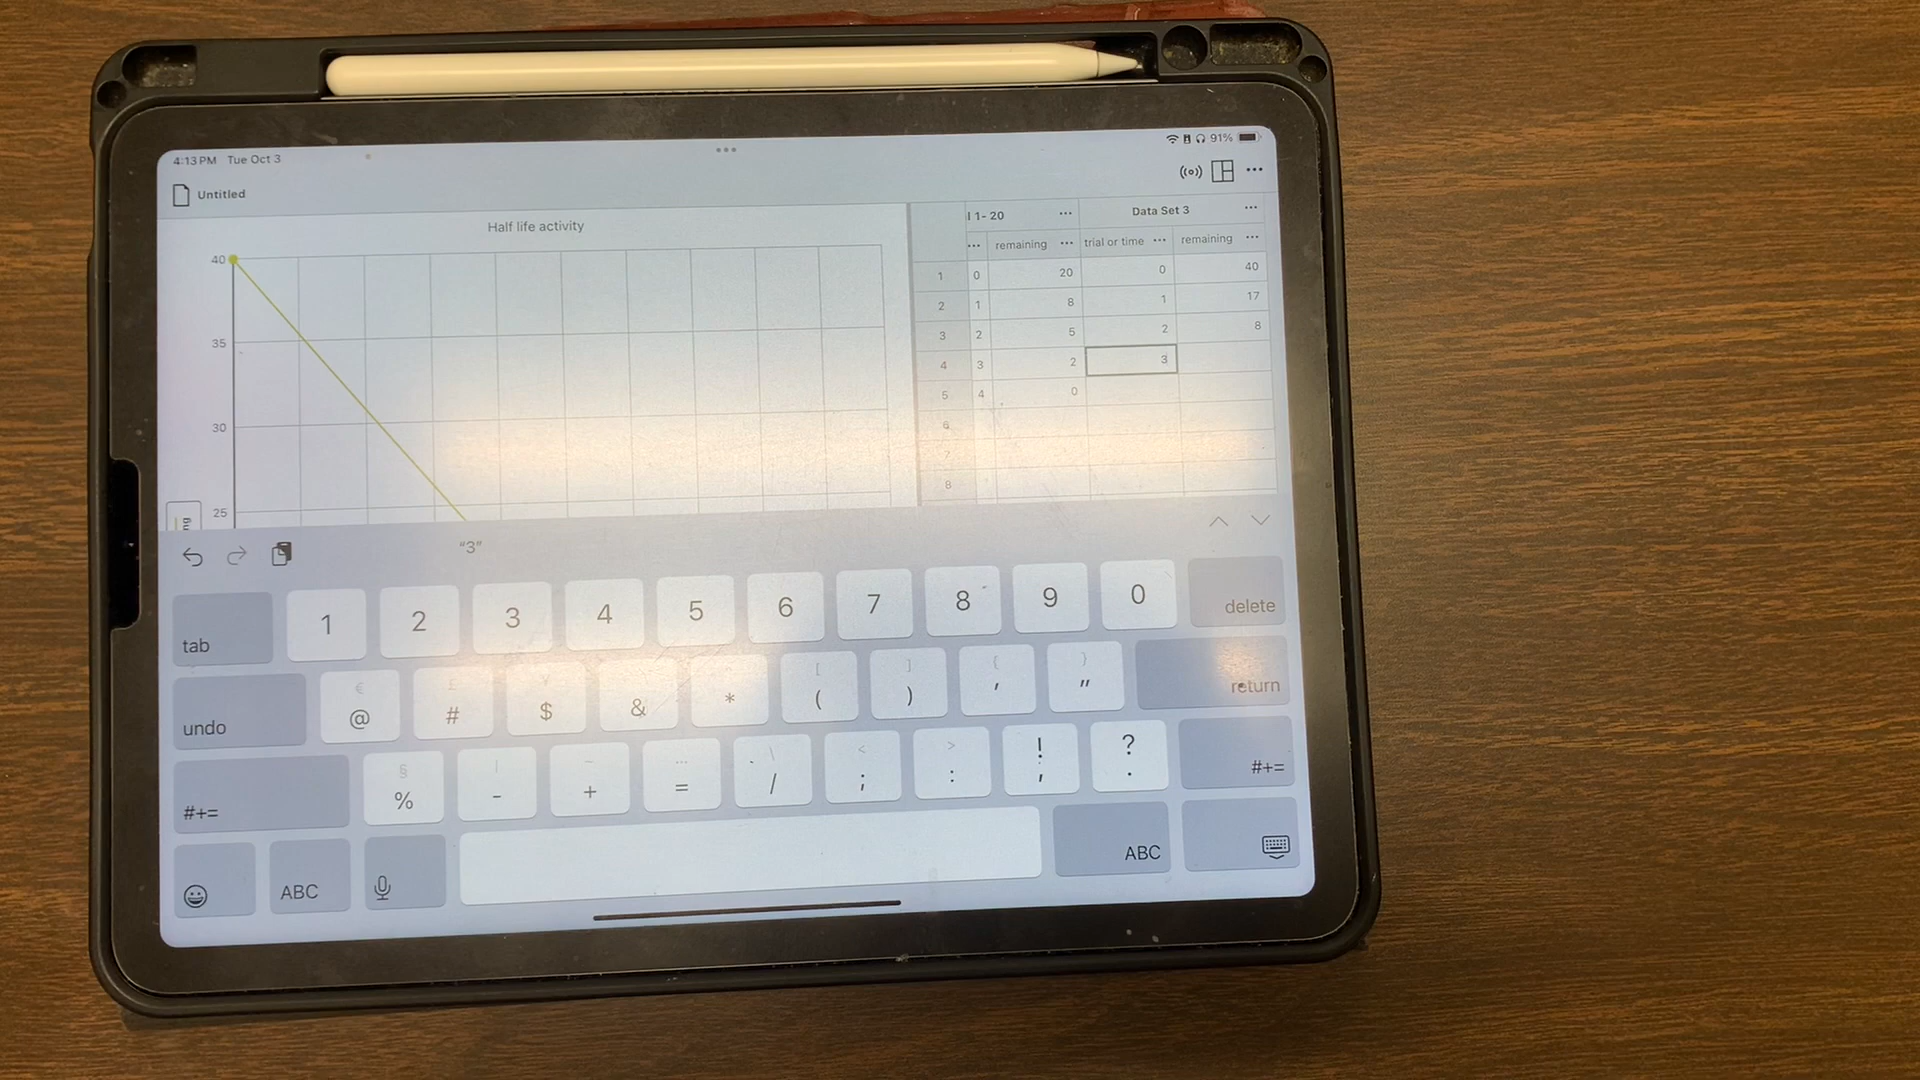 4:13 PM Tue Oct 3
91%
Untitled
Half life activity
40
35
30
25
ng
l 1- 20 ... Data Set 3 ...
... remaining ... trial or time ... remaining ...
1 0 20 0 40
2 1 8 1 17
3 2 5 2 8
4 3 2 3
5 4 0
6
7
8
"3"
tab 1 2 3 4 5 6 7 8 9 0 delete
undo € @ £ # ¥ $ & * [ ( ] ) { ' } " return
#+= § % | - ~ + … = \ / < ; > : ! , ? . #+=
ABC ABC